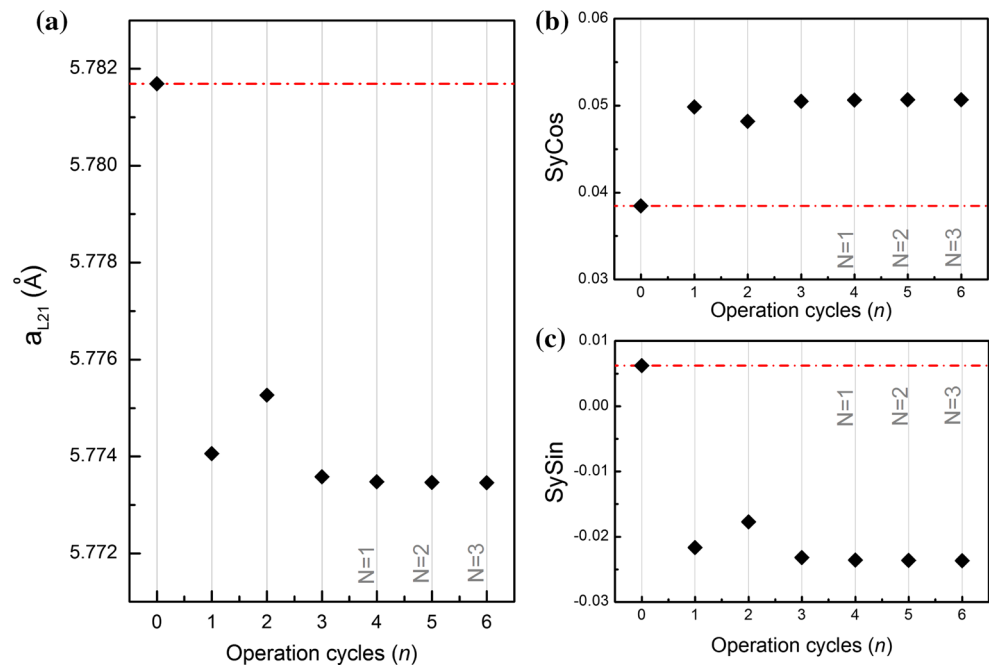 (a)
5.782
5.780
5.778
5.776
5.774
5.772
aL21 (Å)
N=1
N=2
N=3
0 1 2 3 4 5 6
Operation cycles (n)
(b)
0.06
0.05
0.04
0.03
SyCos
N=1
N=2
N=3
0 1 2 3 4 5 6
Operation cycles (n)
(c)
0.01
0.00
-0.01
-0.02
-0.03
SySin
N=1
N=2
N=3
0 1 2 3 4 5 6
Operation cycles (n)